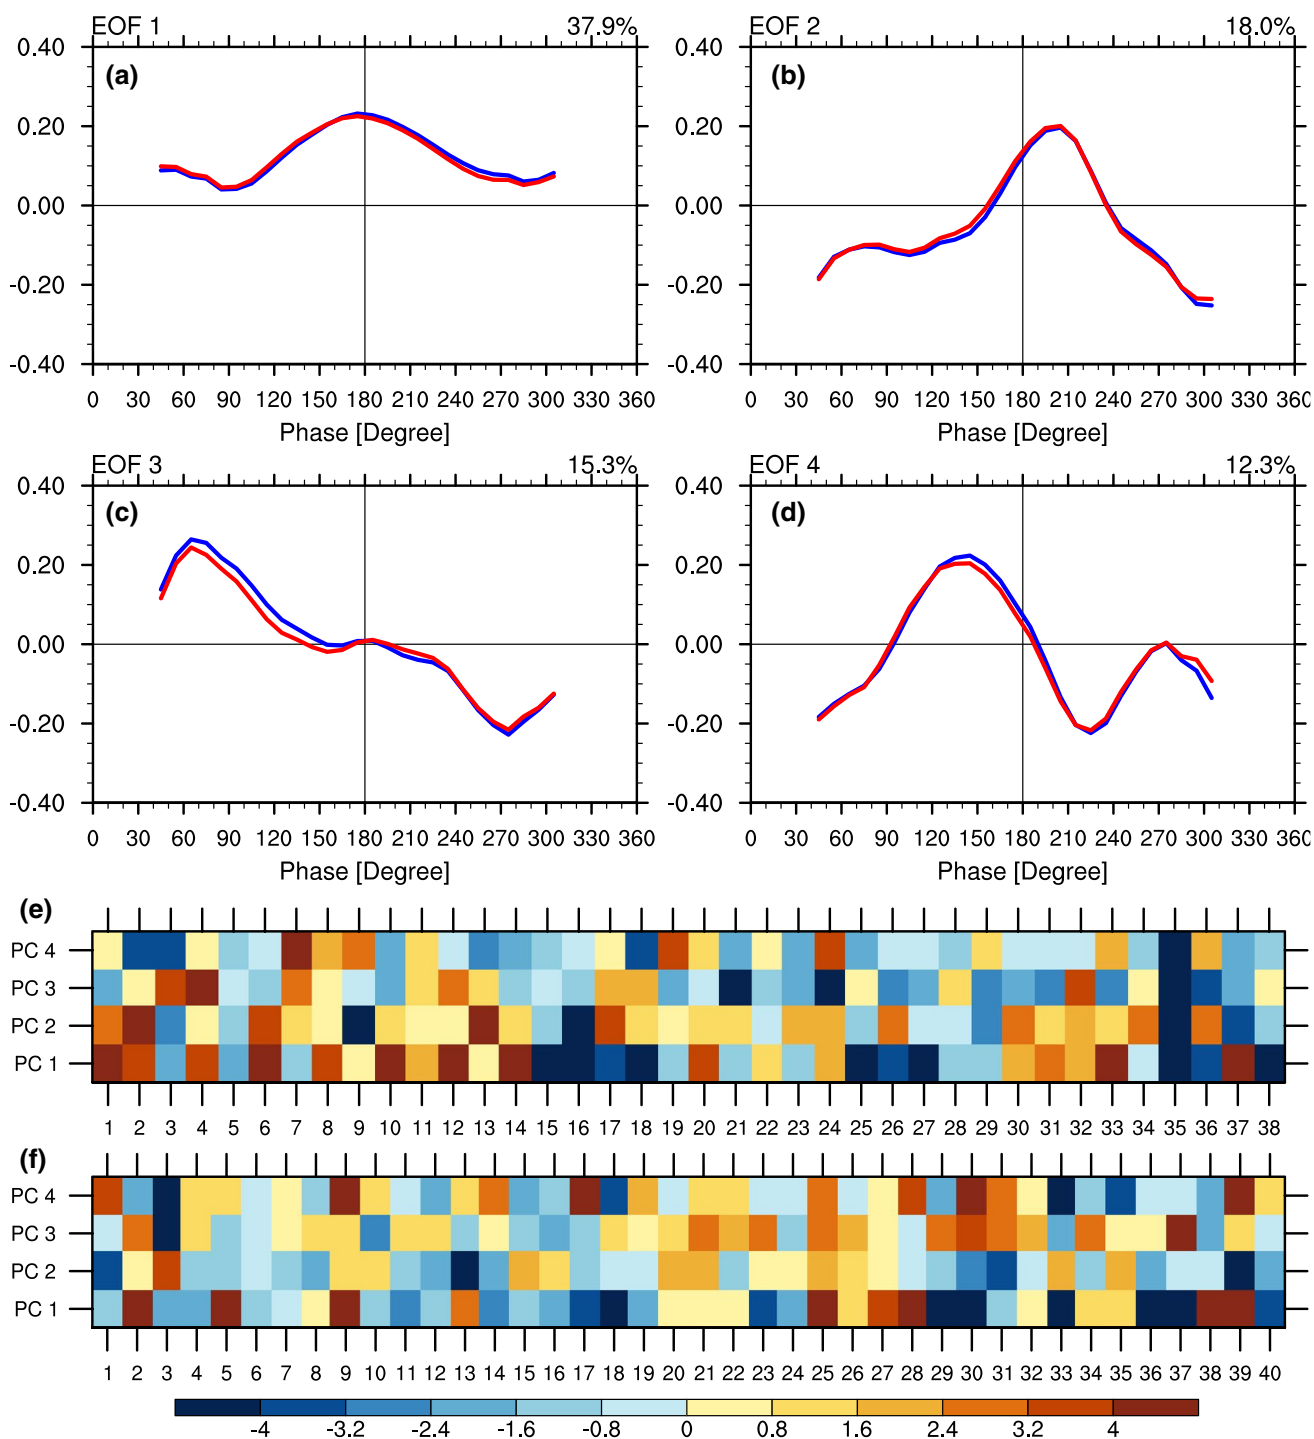 EOF 1 37.9% EOF 2 18.0%
0.40 0.40
(a) (b)
0.20 0.20
0.00 0.00
-0.20 -0.20
-0.40 -0.40
0 30 60 90 120 150 180 210 240 270 300 330 360 0 30 60 90 120 150 180 210 240 270 300 330 360
Phase [Degree] Phase [Degree]
EOF 3 15.3% EOF 4 12.3%
0.40 0.40
(c) (d)
0.20 0.20
0.00 0.00
-0.20 -0.20
-0.40 -0.40
0 30 60 90 120 150 180 210 240 270 300 330 360 0 30 60 90 120 150 180 210 240 270 300 330 360
Phase [Degree] Phase [Degree]
(e)
PC 4
PC 3
PC 2
PC 1
1 2 3 4 5 6 7 8 9 10 11 12 13 14 15 16 17 18 19 20 21 22 23 24 25 26 27 28 29 30 31 32 33 34 35 36 37 38
(f)
PC 4
PC 3
PC 2
PC 1
1 2 3 4 5 6 7 8 9 10 11 12 13 14 15 16 17 18 19 20 21 22 23 24 25 26 27 28 29 30 31 32 33 34 35 36 37 38 39 40
-4 -3.2 -2.4 -1.6 -0.8 0 0.8 1.6 2.4 3.2 4